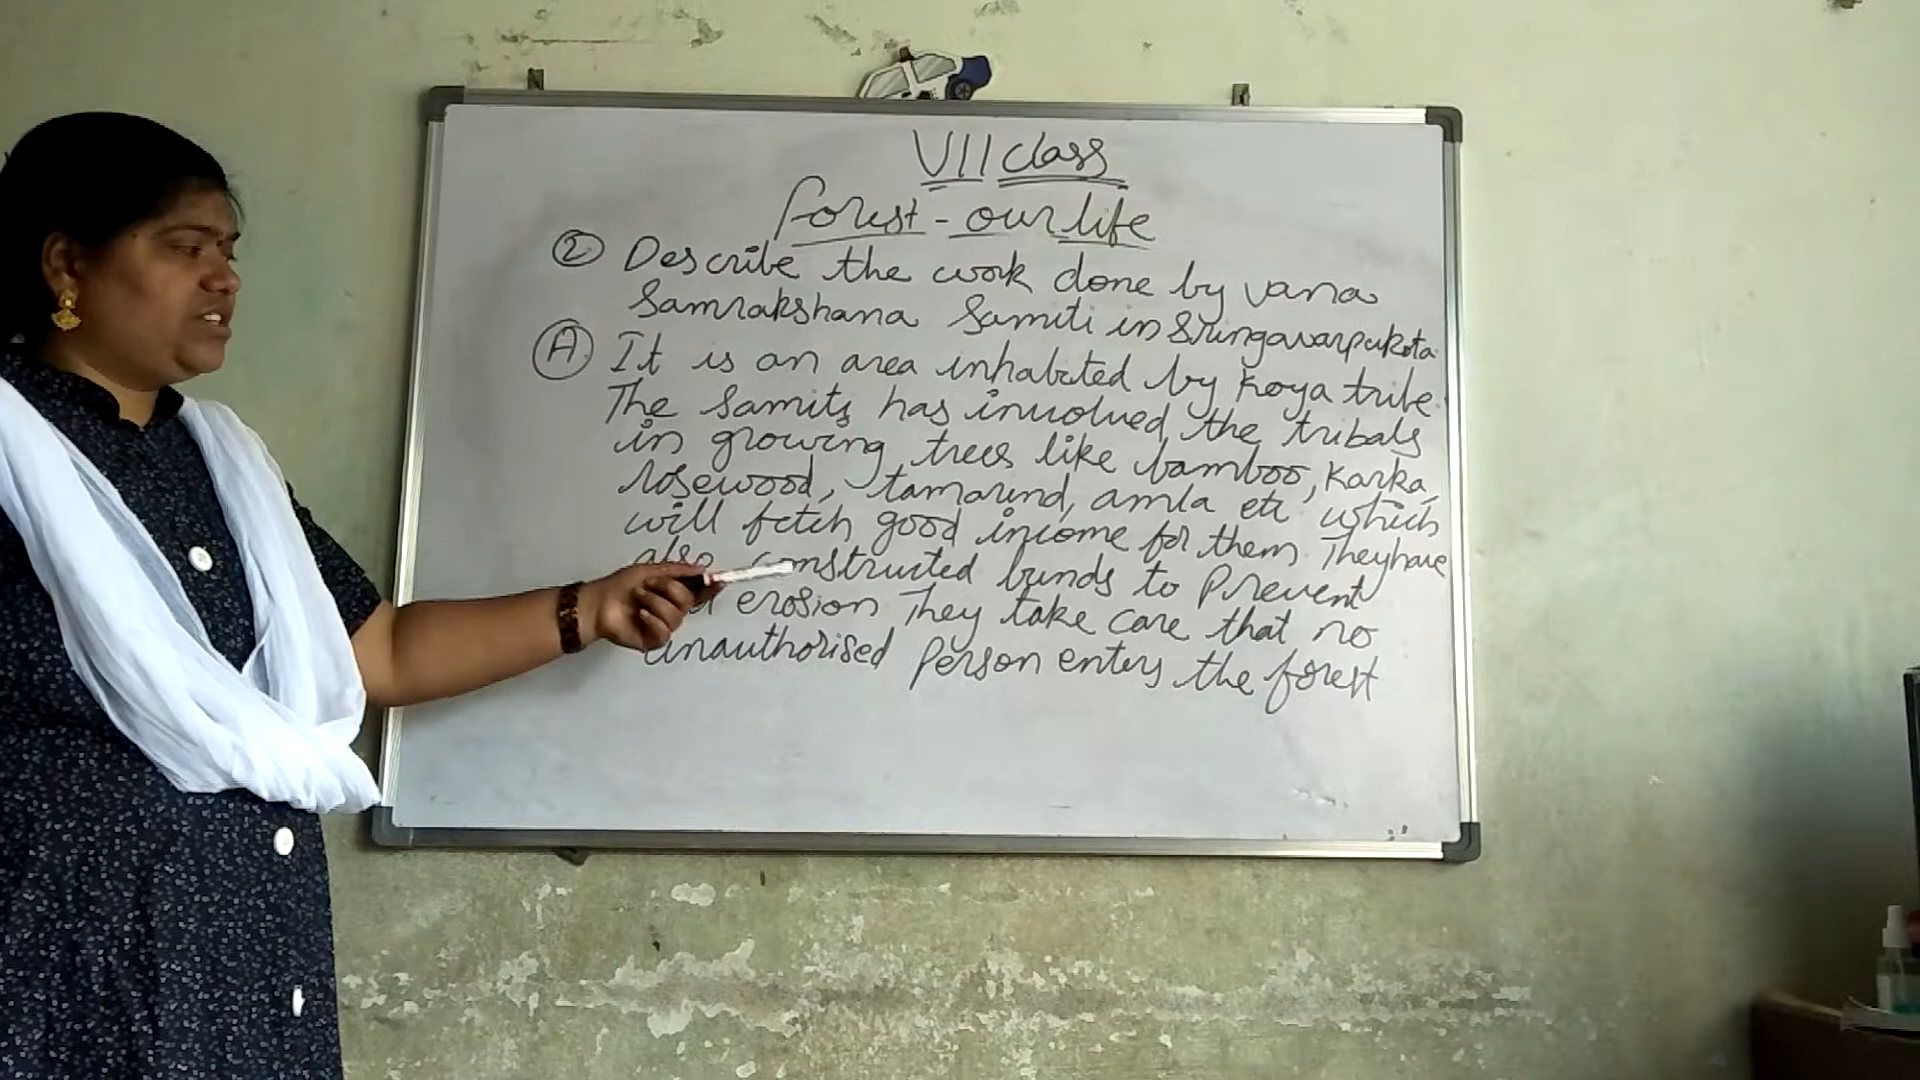 VII class
Forest - our life
2 Describe the work done by vana
Samrakshana Samiti in Sringavarpukota
A It is an area inhabited by Koya tribe.
The Samits has involved the tribals
in growing trees like bamboo, Karka,
rosewood, tamarind, amla etc which
will fetch good income for them They have
also constructed bunds to Prevent
erosion They take care that no
unauthorised Person enters the forest